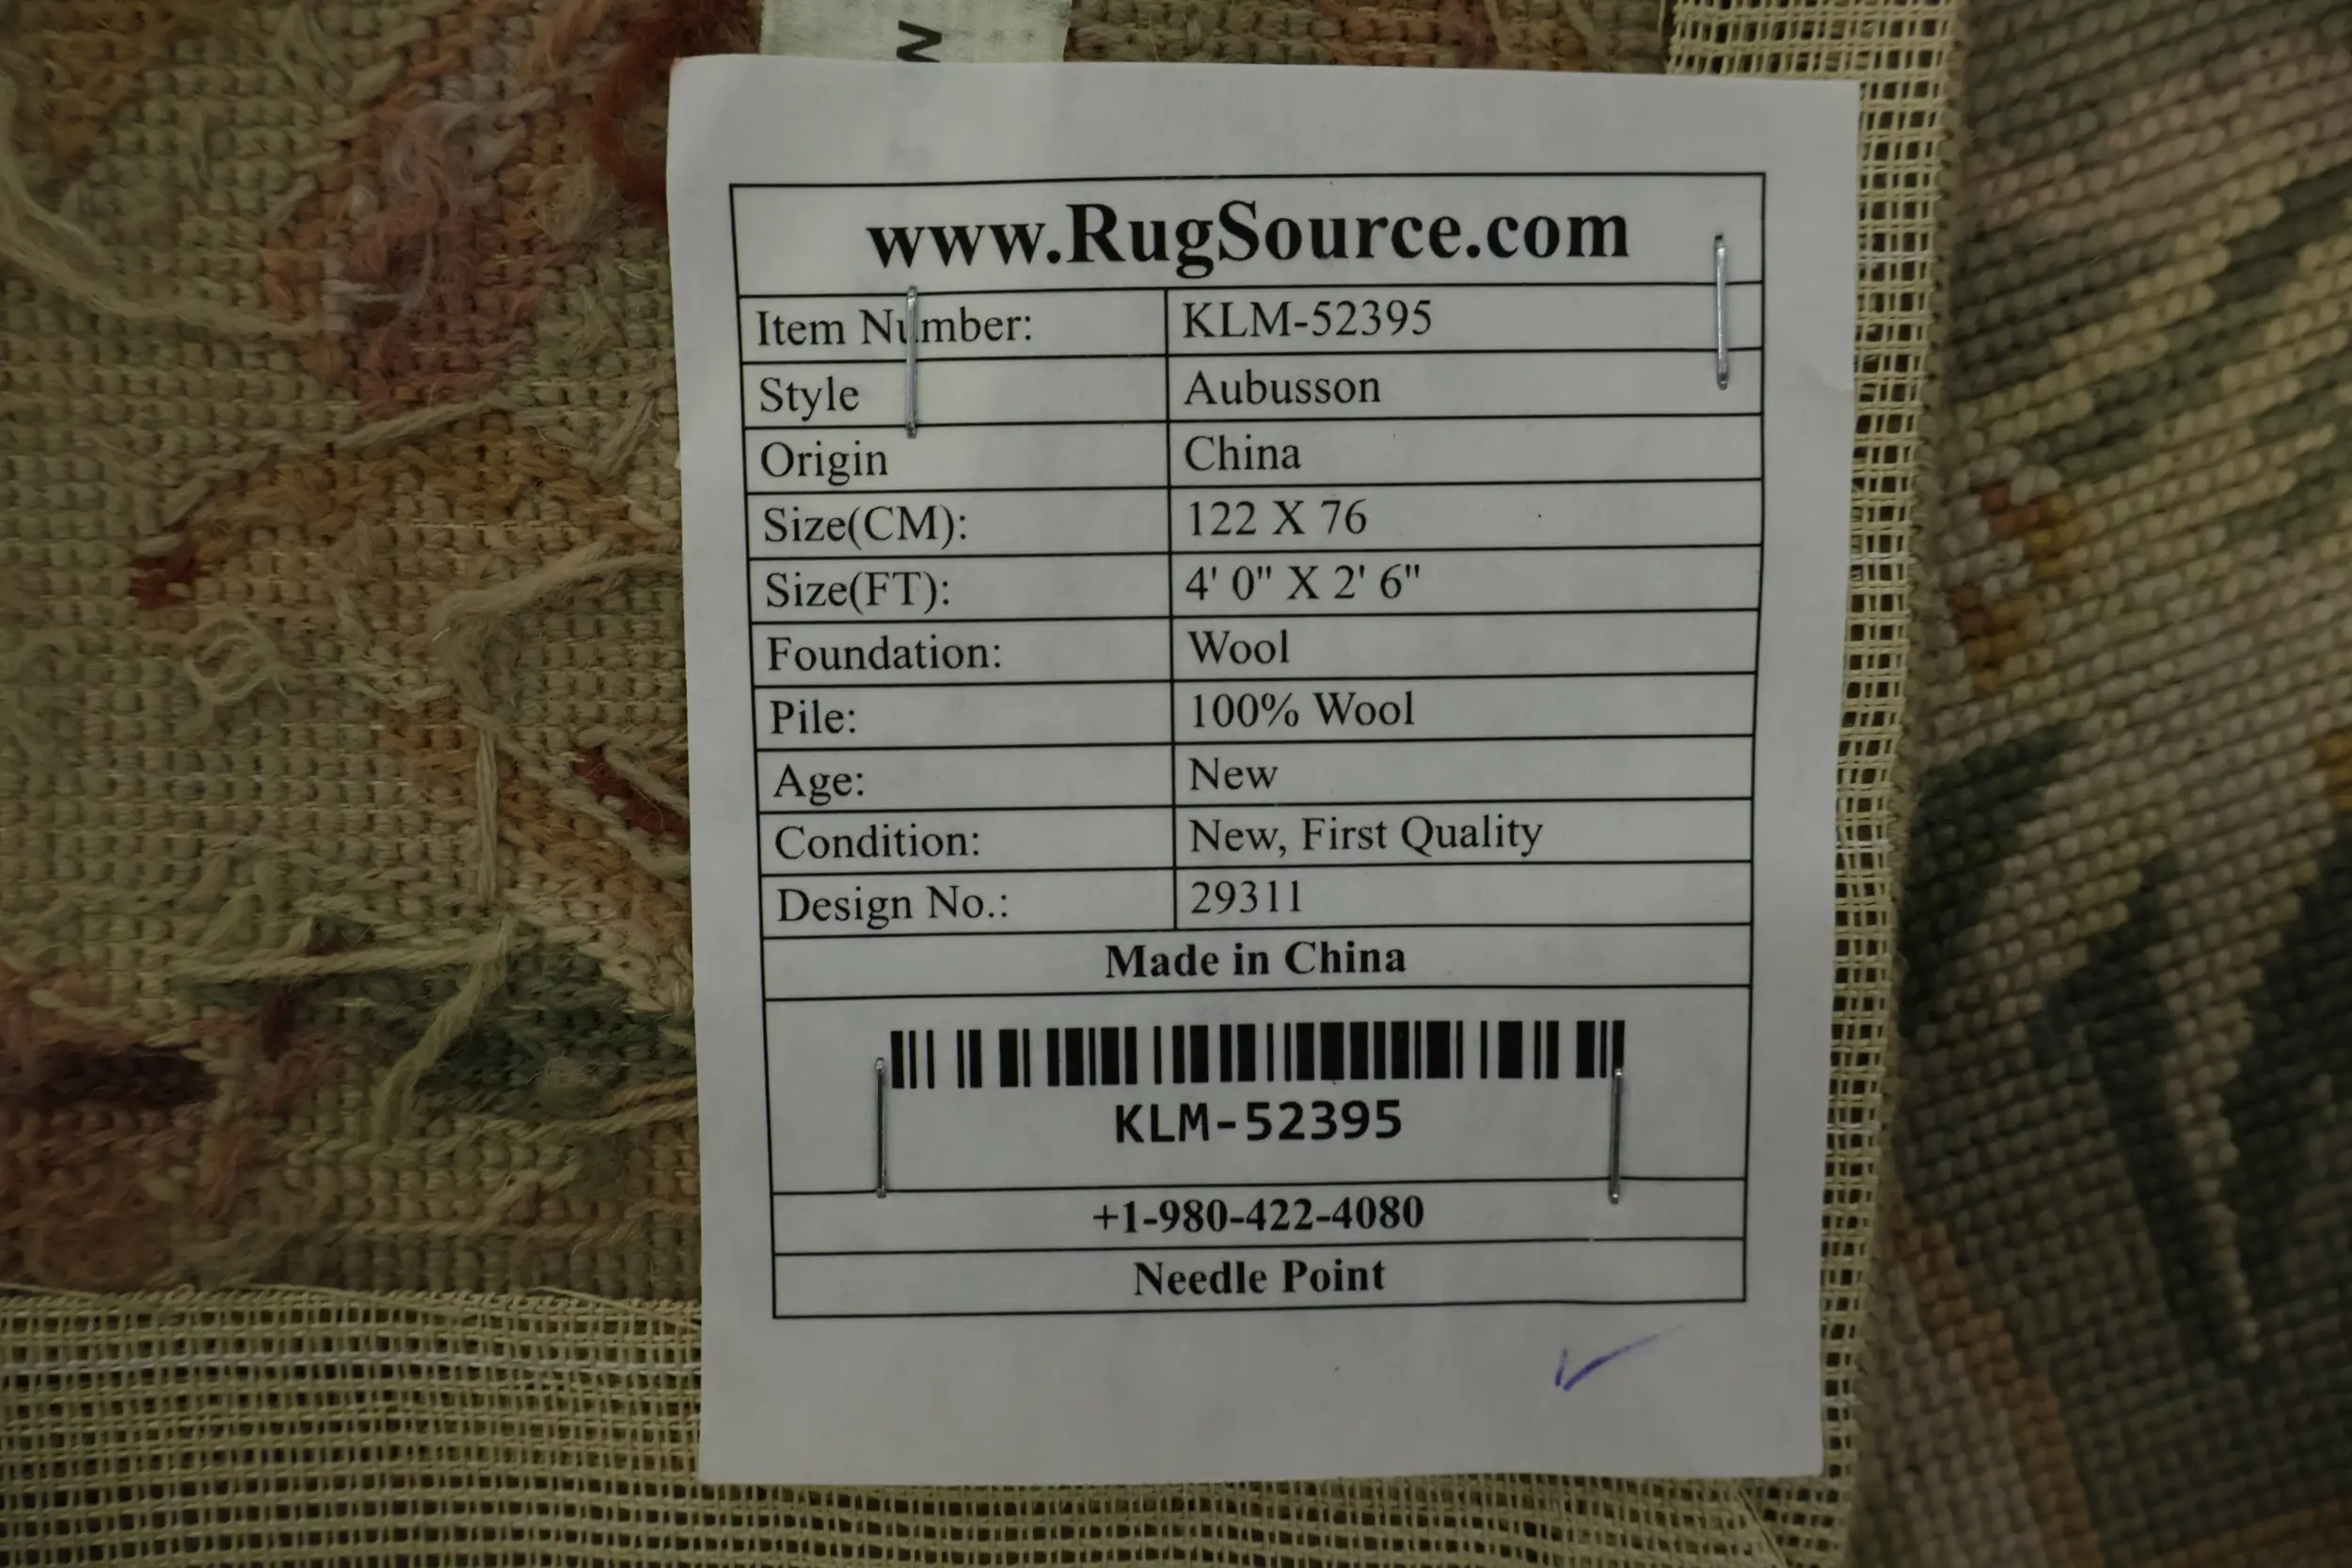 www.RugSource.com
Item Number: KLM-52395
Style Aubusson
Origin China
Size(CM): 122 X 76
Size(FT): 4' 0" X 2' 6"
Foundation: Wool
Pile: 100% Wool
Age: New
Condition: New, First Quality
Design No.: 29311
Made in China
KLM-52395
+1-980-422-4080
Needle Point